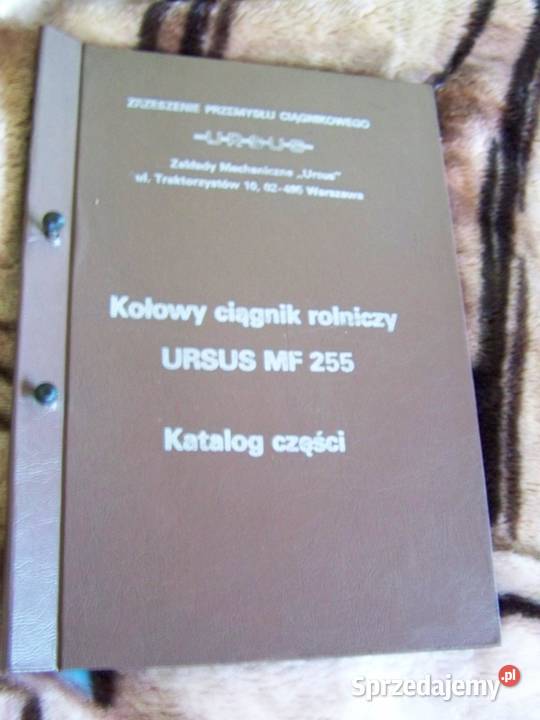 ZRZESZENIE PRZEMYSŁU CIĄGNIKOWEGO
-U-R-S-U-S-
Zakłady Mechaniczne „Ursus"
ul. Traktorzystów 10, 02-495 Warszawa
Kołowy ciągnik rolniczy
URSUS MF 255
Katalog części
Sprzedajemy.pl